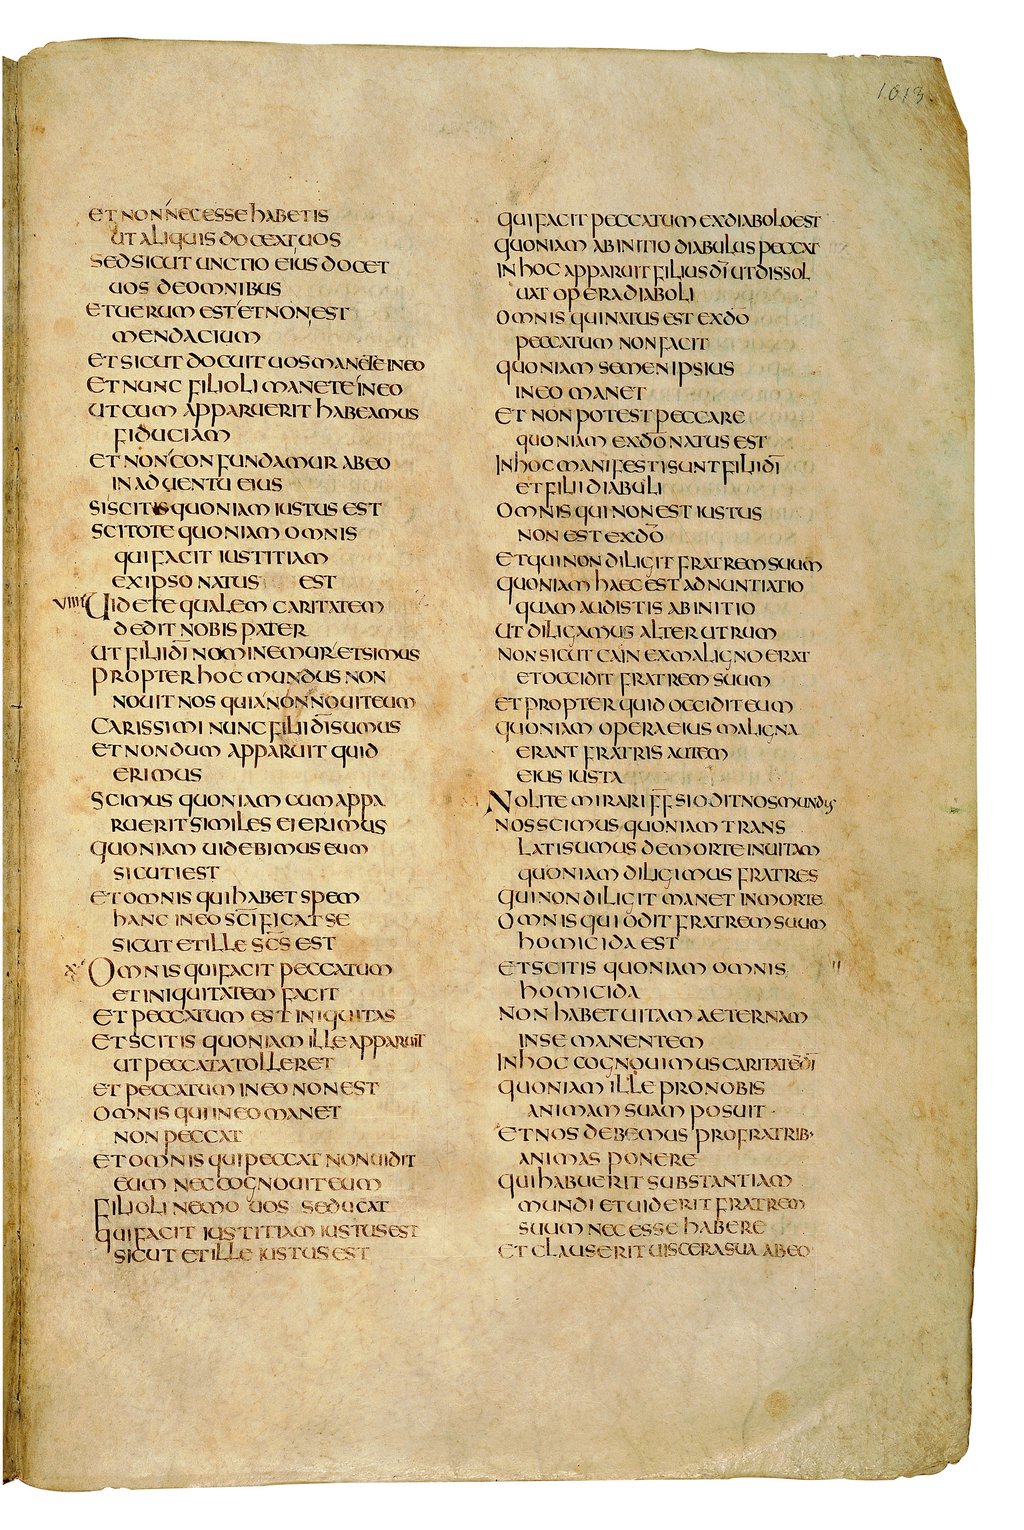 1013.
ET NON NECESSE HABETIS
UT ALIQUIS DOCEAT UOS
SED SICUT UNCTIO EIUS DOCET
UOS DEOMNIBUS
ET UERUM EST ET NON EST
MENDACIUM
ET SICUT DOCUIT UOS MANETE IN EO
ET NUNC FILIOLI MANETE IN EO
UT CUM APPARUERIT HABEAMUS
FIDUCIAM
ET NON CONFUNDAMUR AB EO
IN ADUENTU EIUS
SI SCITIS QUONIAM IUSTUS EST
SCITOTE QUONIAM OMNIS
QUI FACIT IUSTITIAM
EX IPSO NATUS EST
VIIII UIDETE QUALEM CARITATEM
DEDIT NOBIS PATER
UT FILII DĪ NOMINEMUR ET SIMUS
PROPTER HOC MUNDUS NON
NOUIT NOS QUIA NON NOUIT EUM
CARISSIMI NUNC FILII DĪ SUMUS
ET NONDUM APPARUIT QUID
ERIMUS
SCIMUS QUONIAM CUM APPA
RUERIT SIMILES EI ERIMUS
QUONIAM UIDEBIMUS EUM
SICUTI EST
ET OMNIS QUI HABET SPEM
HANC IN EO SC̄IFICAT SE
SICUT ET ILLE SC̄S EST
X OMNIS QUI FACIT PECCATUM
ET INIQUITATEM FACIT
ET PECCATUM EST INIQUITAS
ET SCITIS QUONIAM ILLE APPARUIT
UT PECCATA TOLLERET
ET PECCATUM IN EO NON EST
OMNIS QUI IN EO MANET
NON PECCAT
ET OMNIS QUI PECCAT NON UIDIT
EUM NEC COGNOUIT EUM
FILIOLI NEMO UOS SEDUCAT
QUI FACIT IUSTITIAM IUSTUS EST
SICUT ET ILLE IUSTUS EST
QUI FACIT PECCATUM EX DIABOLO EST
QUONIAM AB INITIO DIABULUS PECCAT
IN HOC APPARUIT FILIUS DĪ UT DISSOL
UAT OPERA DIABOLI
OMNIS QUI NATUS EST EX DŌ
PECCATUM NON FACIT
QUONIAM SEMEN IPSIUS
IN EO MANET
ET NON POTEST PECCARE
QUONIAM EX DŌ NATUS EST
IN HOC MANIFESTI SUNT FILII DĪ
ET FILII DIABULI
OMNIS QUI NON EST IUSTUS
NON EST EX DŌ
ET QUI NON DILIGIT FRATREM SUUM
QUONIAM HAEC EST ADNUNTIATIO
QUAM AUDISTIS AB INITIO
UT DILIGAMUS ALTERUTRUM
NON SICUT CAIN EX MALIGNO ERAT
ET OCCIDIT FRATREM SUUM
ET PROPTER QUID OCCIDIT EUM
QUONIAM OPERA EIUS MALIGNA
ERANT FRATRIS AUTEM
EIUS IUSTA
NOLITE MIRARI F̄F̄ SI ODIT NOS MUNDUS
NOS SCIMUS QUONIAM TRANS
LATI SUMUS DE MORTE IN UITAM
QUONIAM DILIGIMUS FRATRES
QUI NON DILIGIT MANET IN MORTE
OMNIS QUI ODIT FRATREM SUUM
HOMICIDA EST
ET SCITIS QUONIAM OMNIS
HOMICIDA
NON HABET UITAM AETERNAM
IN SE MANENTEM
IN HOC COGNOUIMUS CARITATĒ DĪ
QUONIAM ILLE PRO NOBIS
ANIMAM SUAM POSUIT
ET NOS DEBEMUS PRO FRATRIB·
ANIMAS PONERE
QUI HABUERIT SUBSTANTIAM
MUNDI ET UIDERIT FRATREM
SUUM NECESSE HABERE
ET CLAUSERIT UISCERA SUA AB EO